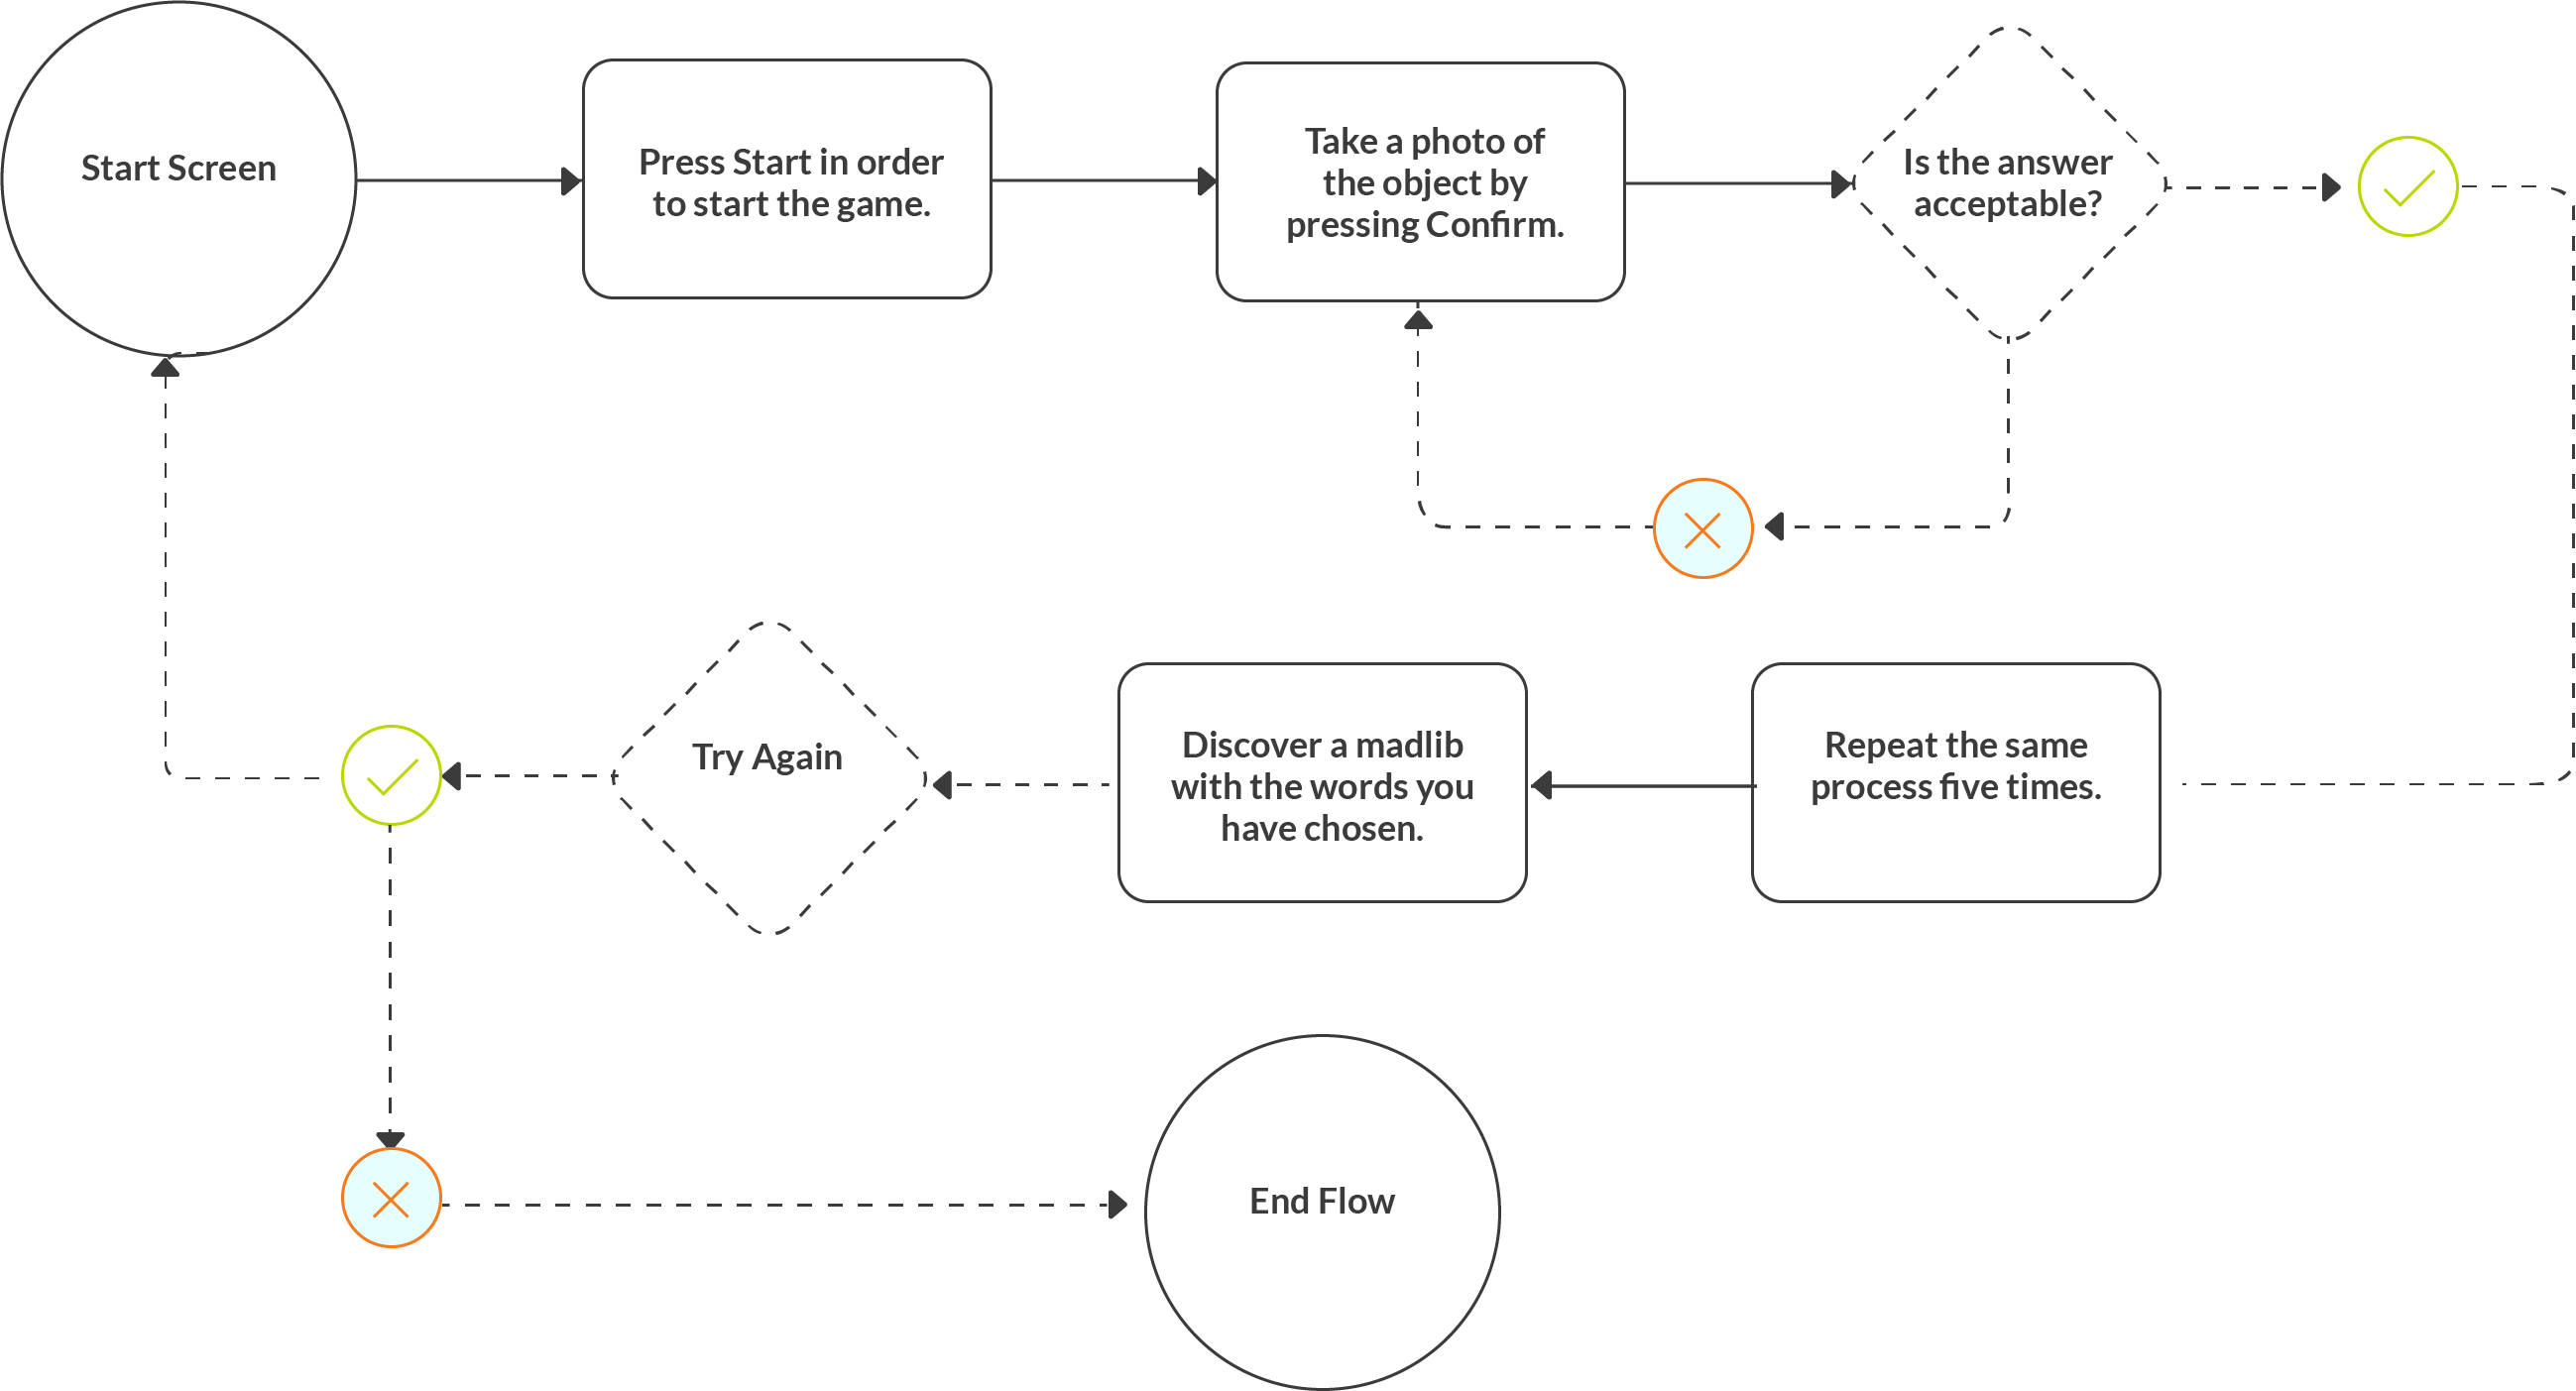 Start Screen
Press Start in order
to start the game.
Take a photo of
the object by
pressing Confirm.
Is the answer
acceptable?
Try Again
Discover a madlib
with the words you
have chosen.
Repeat the same
process five times.
End Flow